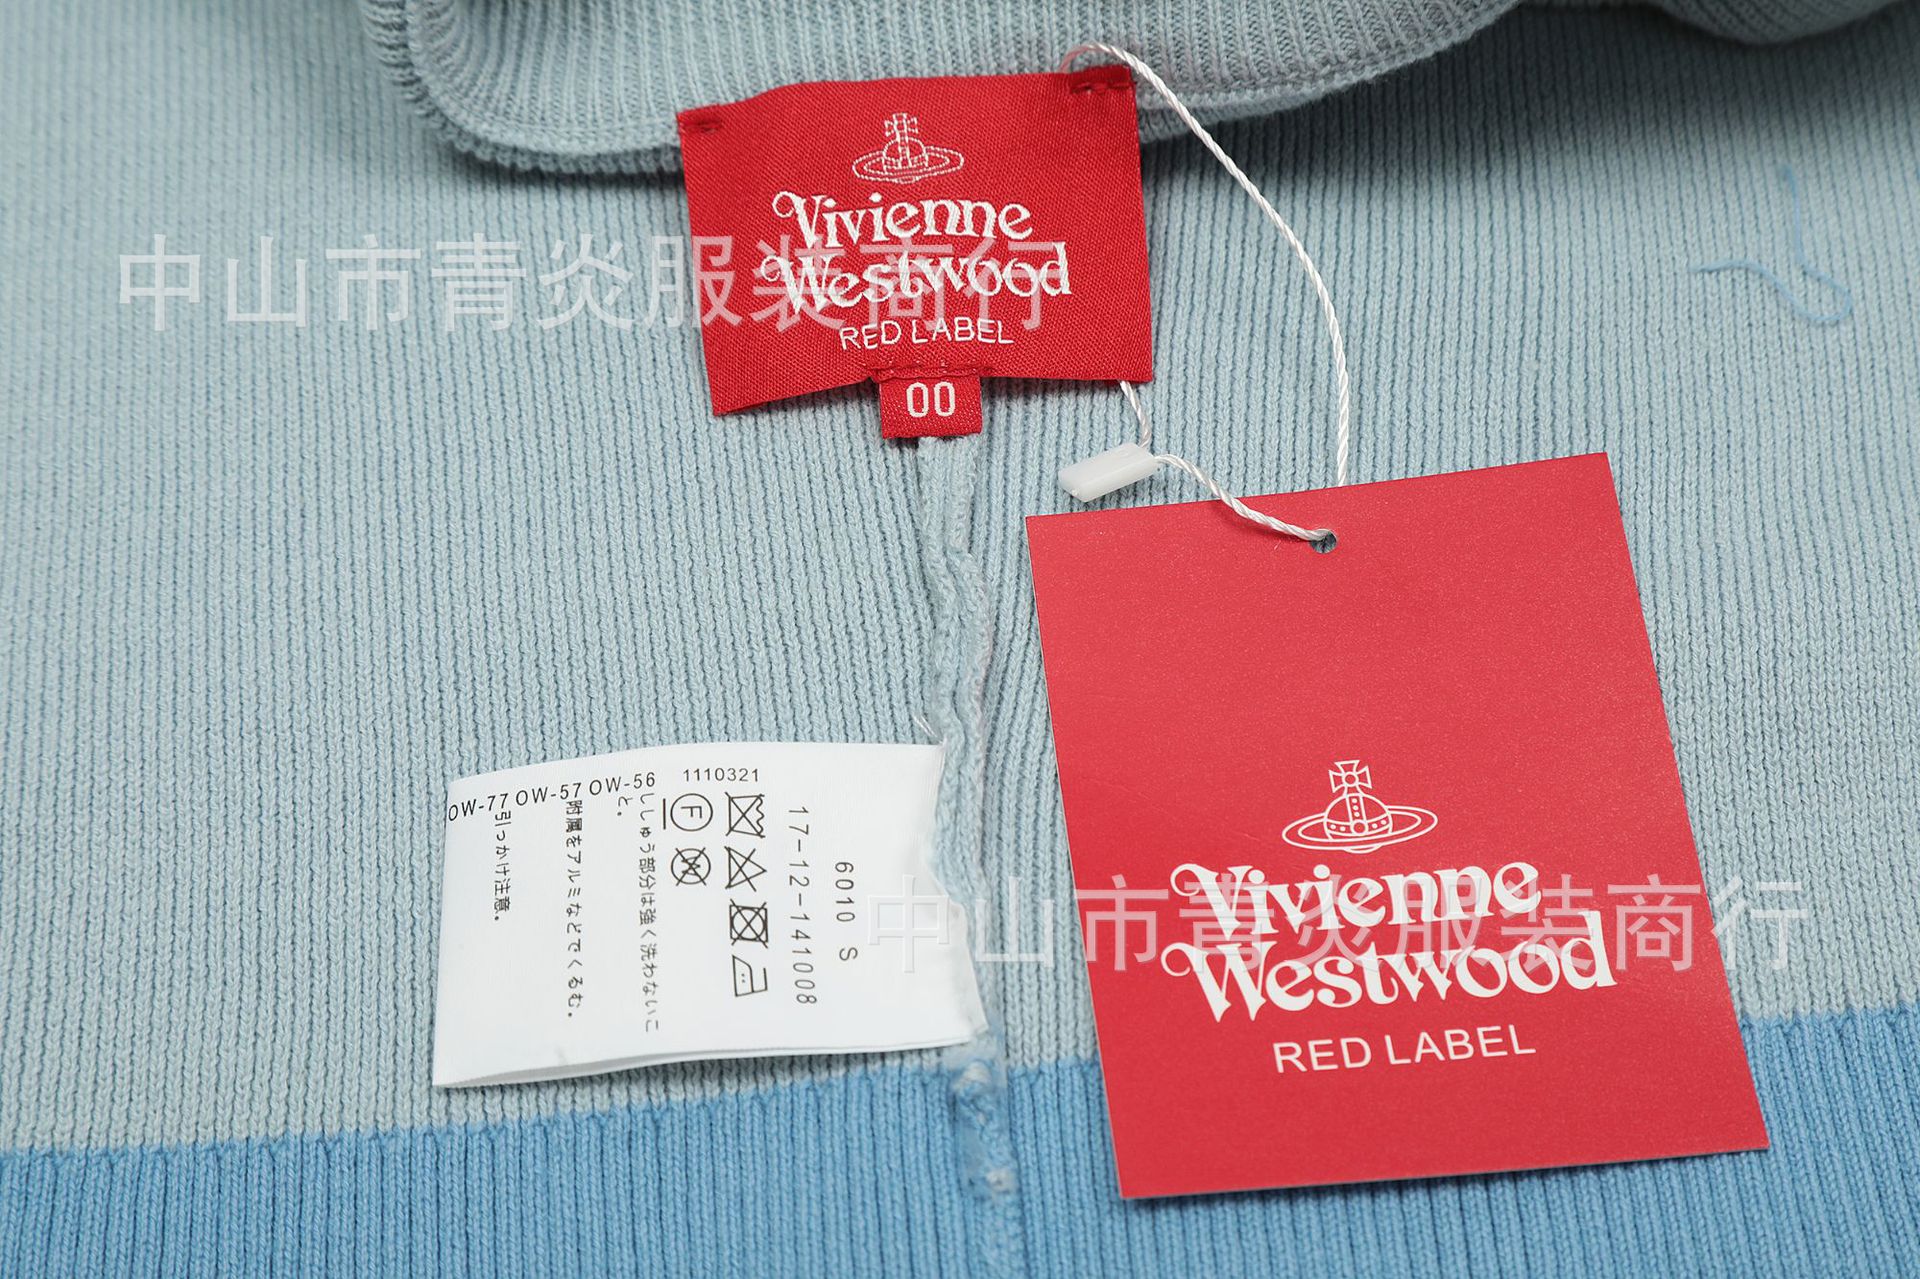 Vivienne
Westwood
RED LABEL
00
中山市青炎服装商行
OW-77 OW-57 OW-56 1110321
6010 S
17-12-141008
F
W
ししゅう部分は強く洗わないこ
と。
附属をアルミなどでくるむ。
引っかけ注意。
Vivienne
Westwood
RED LABEL
中山市青炎服装商行